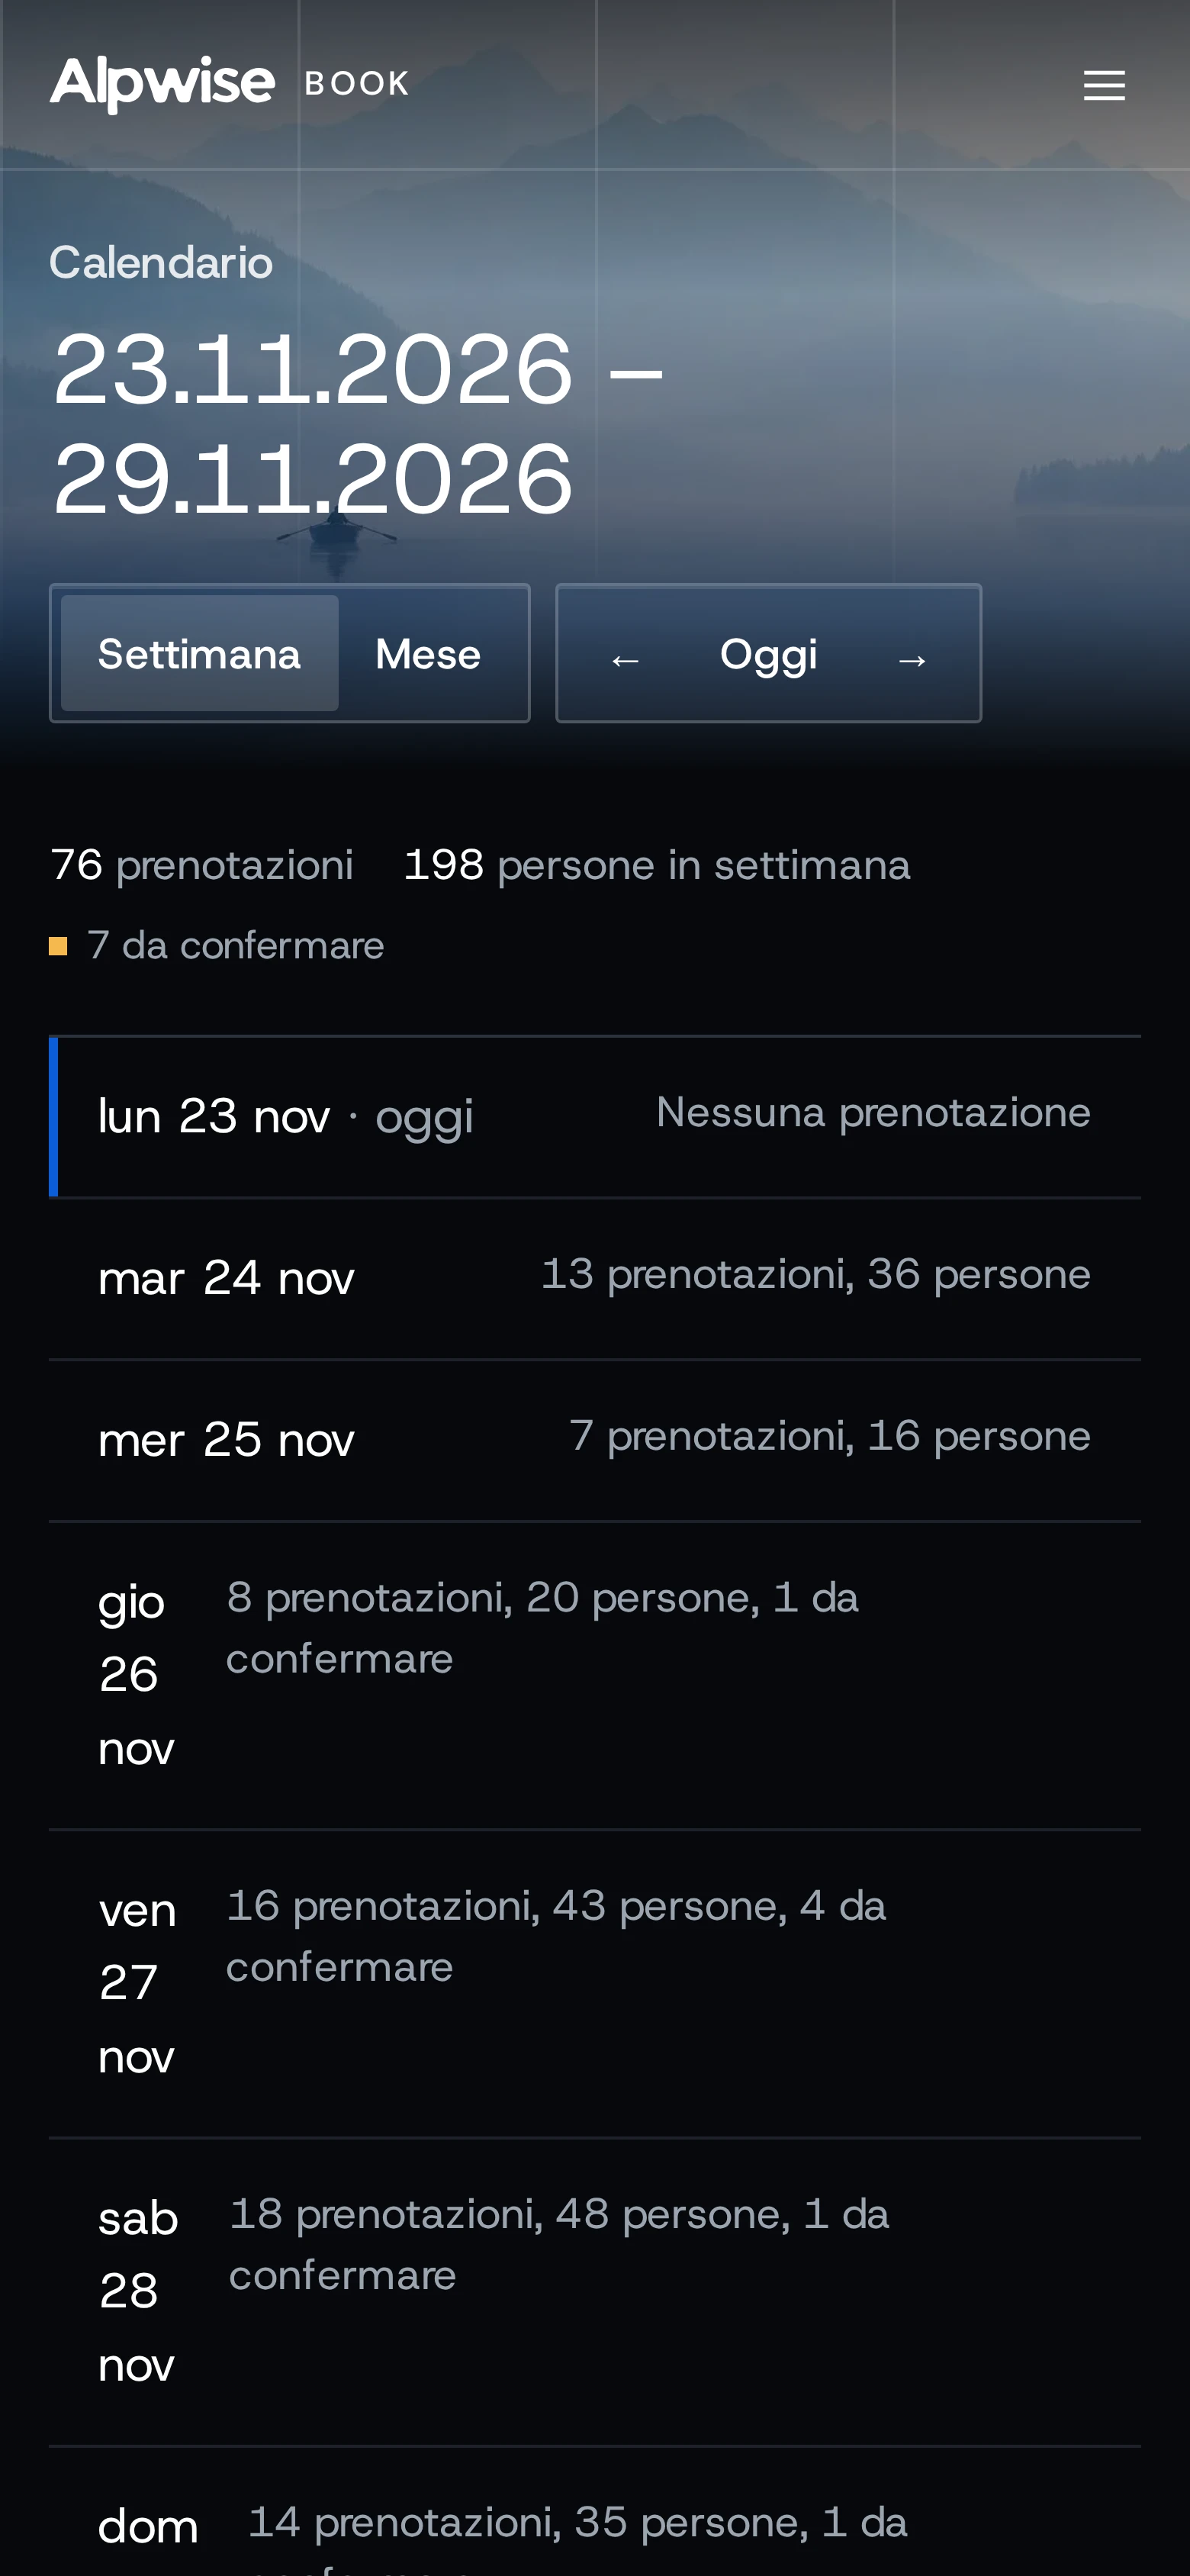 Alpwise BOOK
Calendario
23.11.2026 –
29.11.2026
Settimana Mese ← Oggi →
76 prenotazioni 198 persone in settimana
7 da confermare
lun 23 nov · oggi Nessuna prenotazione
mar 24 nov 13 prenotazioni, 36 persone
mer 25 nov 7 prenotazioni, 16 persone
gio 26 nov
8 prenotazioni, 20 persone, 1 da
confermare
ven 27 nov
16 prenotazioni, 43 persone, 4 da
confermare
sab 28 nov
18 prenotazioni, 48 persone, 1 da
confermare
dom 14 prenotazioni, 35 persone, 1 da